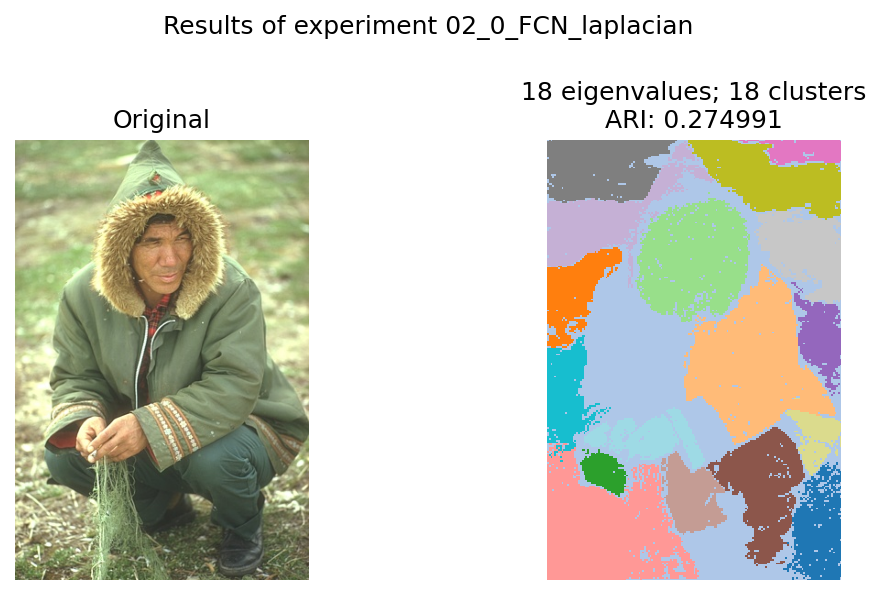 Results of experiment 02_0_FCN_laplacian
Original
18 eigenvalues; 18 clusters
ARI: 0.274991